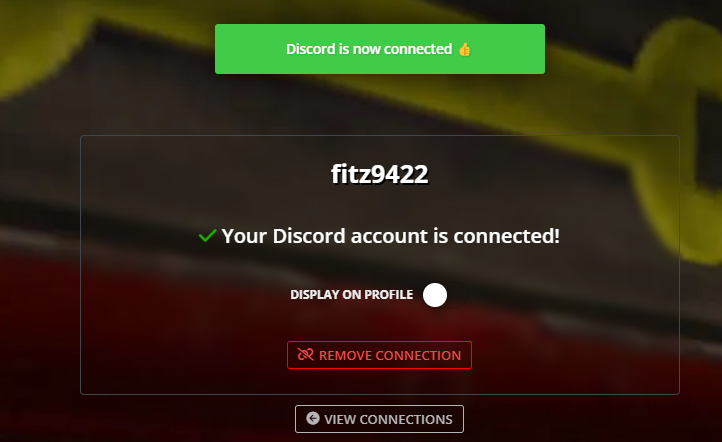 Discord is now connected 👍
fitz9422
Your Discord account is connected!
DISPLAY ON PROFILE
REMOVE CONNECTION
VIEW CONNECTIONS